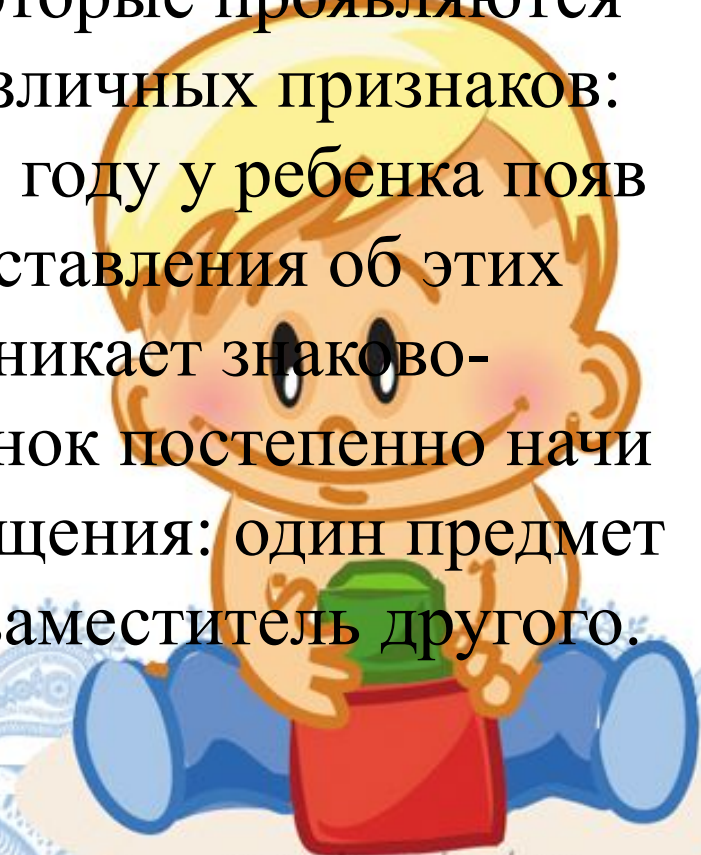 оторые проявляются
зличных признаков:
году у ребенка появ
ставления об этих
никает знаково-
нок постепенно начи
щения: один предмет
заместитель другого.